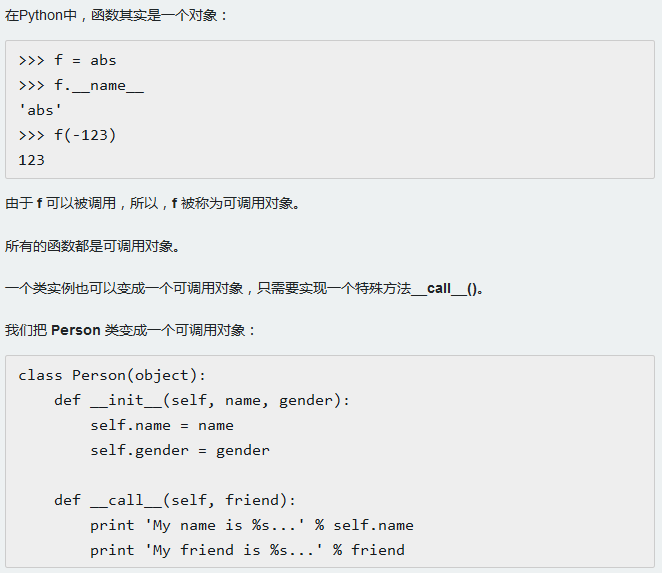 在Python中，函数其实是一个对象：
>>> f = abs
>>> f.__name__
'abs'
>>> f(-123)
123
由于 f 可以被调用，所以，f 被称为可调用对象。
所有的函数都是可调用对象。
一个类实例也可以变成一个可调用对象，只需要实现一个特殊方法__call__()。
我们把 Person 类变成一个可调用对象：
class Person(object):
    def __init__(self, name, gender):
        self.name = name
        self.gender = gender
    def __call__(self, friend):
        print 'My name is %s...' % self.name
        print 'My friend is %s...' % friend